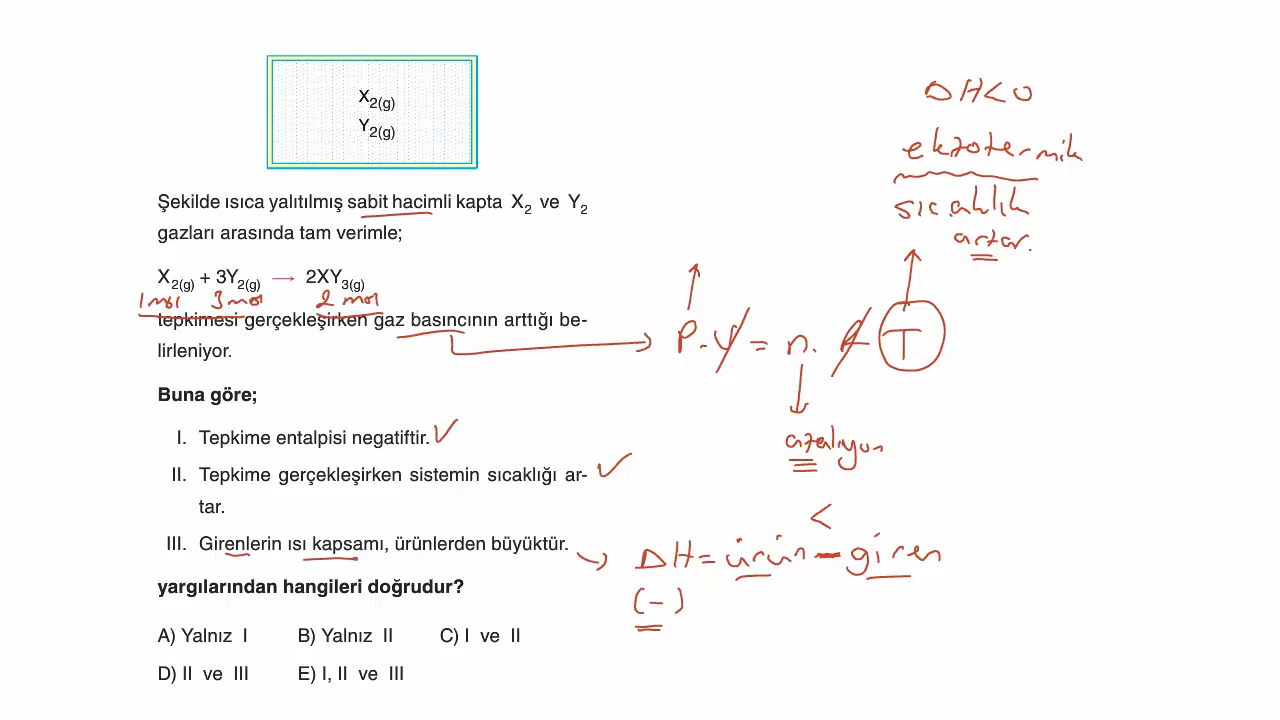 X2(g)
Y2(g)
ΔH<0
ekzotermik
sıcaklık
artar.
Şekilde ısıca yalıtılmış sabit hacimli kapta X2 ve Y2
gazları arasında tam verimle;
X2(g) + 3Y2(g) → 2XY3(g)
1 mol 3 mol 2 mol
tepkimesi gerçekleşirken gaz basıncının arttığı be-
lirleniyor.
P.V = n.R T
azalıyor
Buna göre;
I. Tepkime entalpisi negatiftir. ✓
II. Tepkime gerçekleşirken sistemin sıcaklığı ar- ✓
tar.
<
III. Girenlerin ısı kapsamı, ürünlerden büyüktür.
ΔH = ürün - giren
(-)
yargılarından hangileri doğrudur?
A) Yalnız I B) Yalnız II C) I ve II
D) II ve III E) I, II ve III